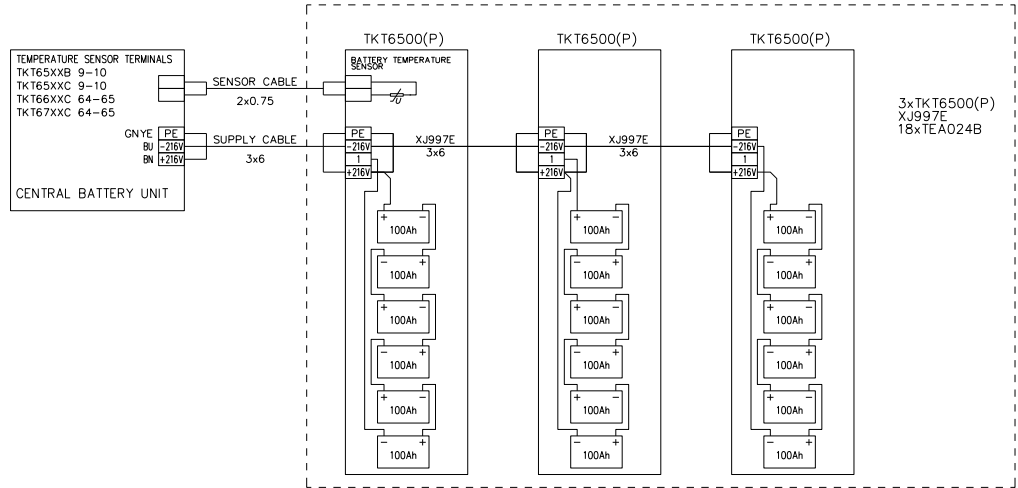 TKT6500(P)
TKT6500(P)
TKT6500(P)
TEMPERATURE SENSOR TERMINALS
TKT65XXB 9-10
TKT65XXC 9-10
TKT66XXC 64-65
TKT67XXC 64-65
SENSOR CABLE
2x0.75
BATTERY TEMPERATURE
SENSOR
U
3xTKT6500(P)
XJ997E
18xTEA024B
GNYE PE
BU -216V
BN +216V
SUPPLY CABLE
3x6
CENTRAL BATTERY UNIT
PE
-216V
1
+216V
XJ997E
3x6
PE
-216V
1
+216V
XJ997E
3x6
PE
-216V
1
+216V
+ -
100Ah
- +
100Ah
+ -
100Ah
- +
100Ah
+ -
100Ah
- +
100Ah
+ -
100Ah
- +
100Ah
+ -
100Ah
- +
100Ah
+ -
100Ah
- +
100Ah
+ -
100Ah
- +
100Ah
+ -
100Ah
- +
100Ah
+ -
100Ah
- +
100Ah